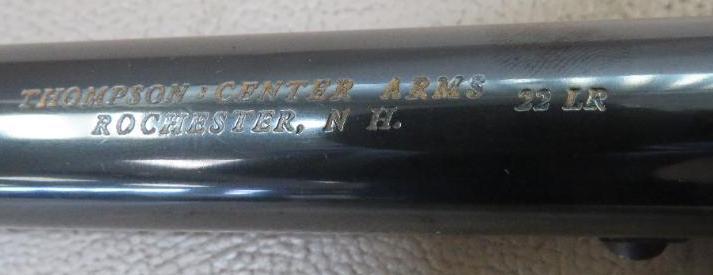 THOMPSON : CENTER ARMS 22 LR
ROCHESTER, N H.